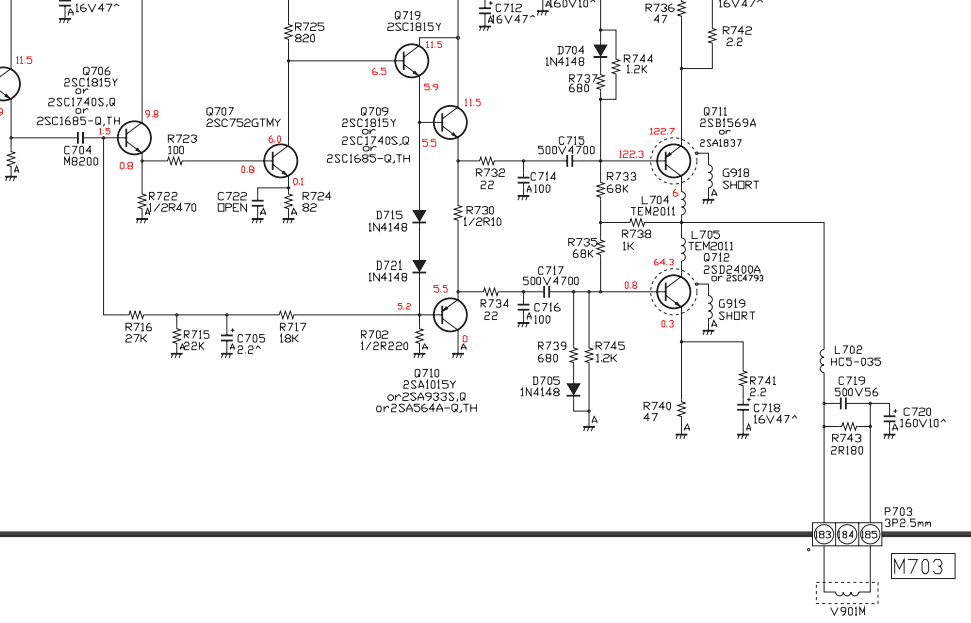 16V47^
A
11.5
9
A
Q706
2SC1815Y
or
2SC1740S,Q
or
2SC1685-Q,TH
1.5
C704
M8200
9.8
0.8
R723
100
R722
1/2R470
A
Q707
2SC752GTMY
6.0
0.8
0.1
C722
OPEN
A
R724
82
A
R725
820
Q719
2SC1815Y
11.5
6.5
5.9
Q709
2SC1815Y
or
2SC1740S,Q
or
2SC1685-Q,TH
11.5
5.5
C712
16V47^
A
160V10^
A
D715
1N4148
D721
1N4148
R730
1/2R10
R732
22
C714
100
A
C715
500V4700
D704
1N4148
R744
1.2K
R737
680
R736
47
16V47^
R742
2.2
Q711
2SB1569A
or
2SA1837
122.7
122.3
6
G918
SHORT
A
R733
68K
L704
TEM2011
R738
1K
R735
68K
L705
TEM2011
Q712
2SD2400A
or 2SC4793
64.3
0.8
0.3
G919
SHORT
A
C717
500V4700
R734
22
C716
100
A
5.5
5.2
0
A
R716
27K
R715
22K
A
C705
2.2^
A
R717
18K
R702
1/2R220
A
Q710
2SA1015Y
or2SA933S,Q
or2SA564A-Q,TH
R739
680
R745
1.2K
D705
1N4148
A
R740
47
A
R741
2.2
C718
16V47^
A
L702
HC5-035
C719
500V56
C720
160V10^
A
R743
2R180
P703
3P2.5mm
183 184 185
M703
V901M